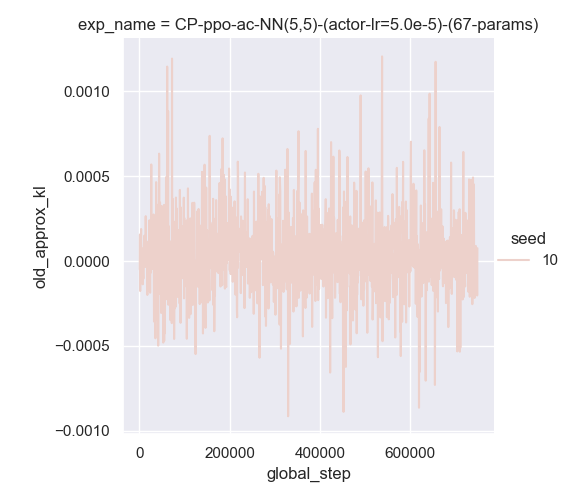 exp_name = CP-ppo-ac-NN(5,5)-(actor-lr=5.0e-5)-(67-params)
0.0010
0.0005
0.0000
−0.0005
−0.0010
old_approx_kl
0
200000
400000
600000
global_step
seed
10